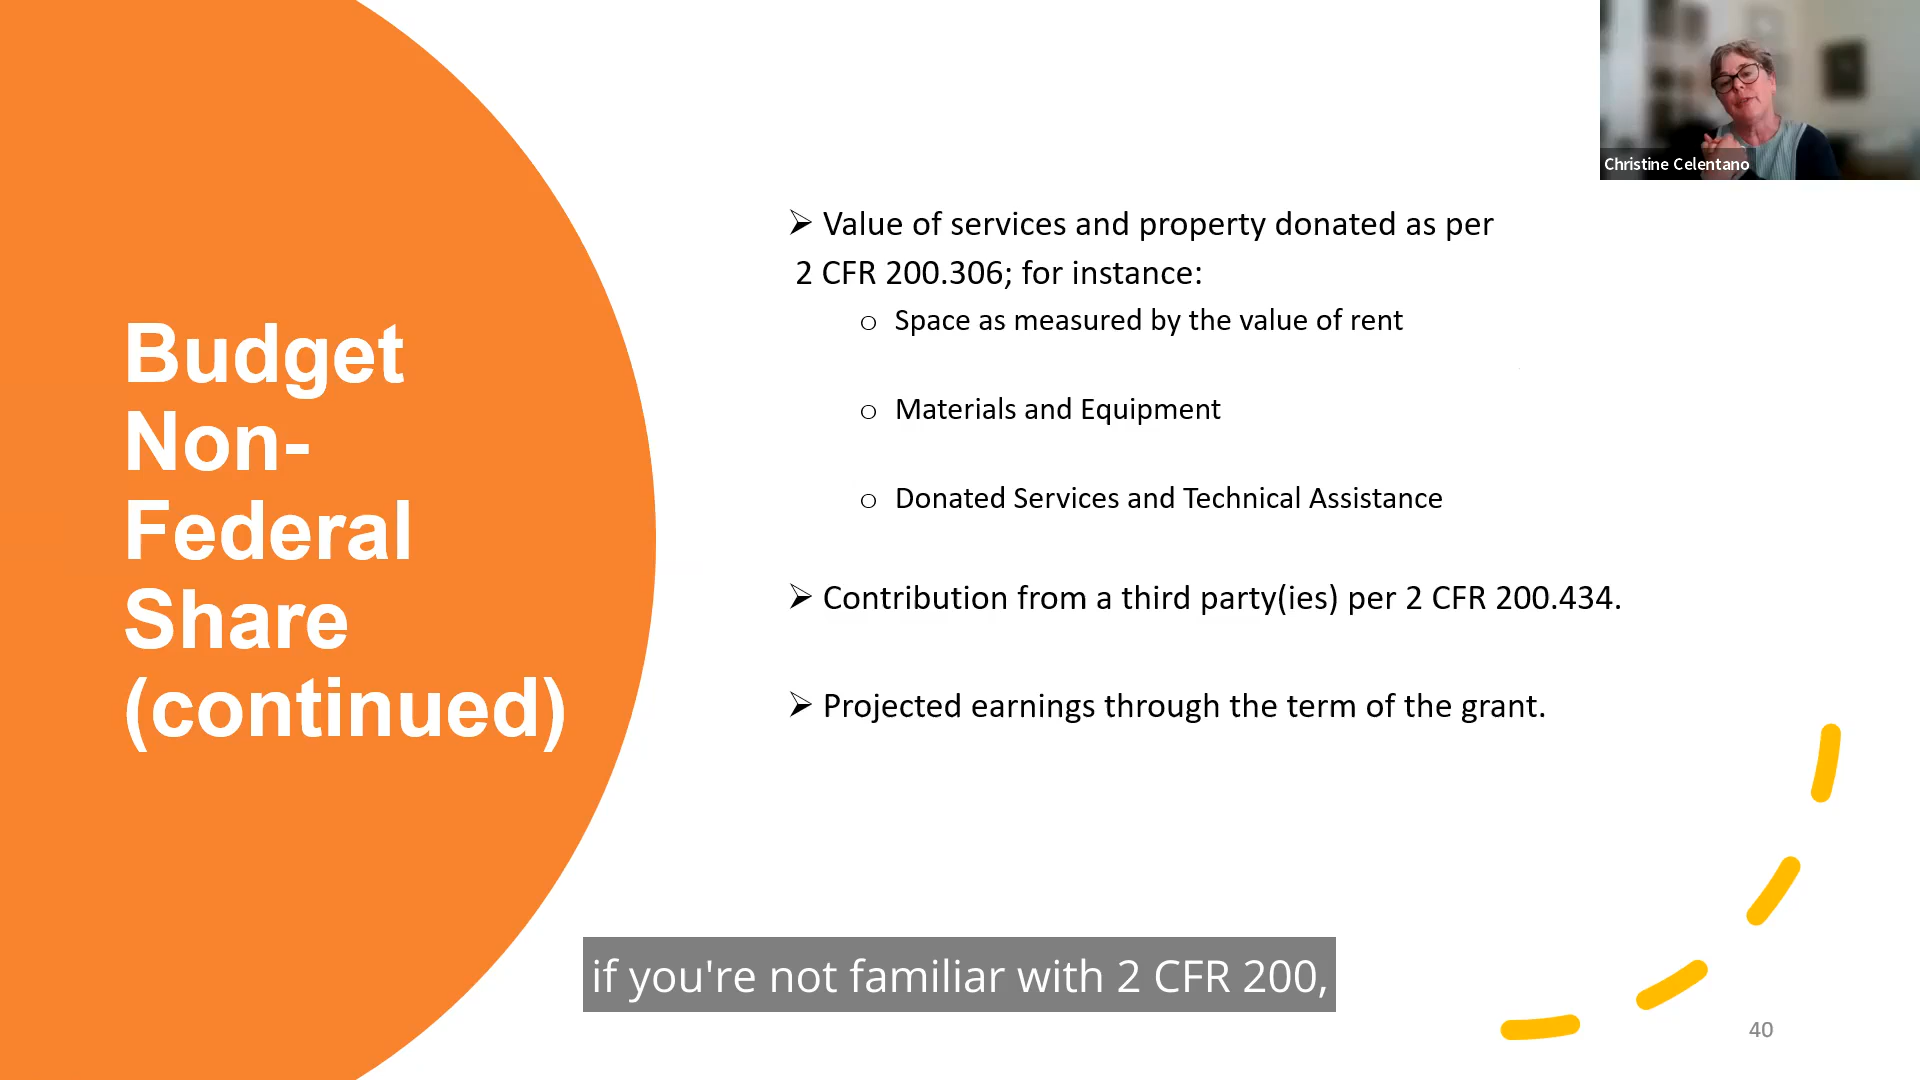 Christine Celentano
Budget
Non-
Federal
Share
(continued)
➢ Value of services and property donated as per
2 CFR 200.306; for instance:
o Space as measured by the value of rent
o Materials and Equipment
o Donated Services and Technical Assistance
➢ Contribution from a third party(ies) per 2 CFR 200.434.
➢ Projected earnings through the term of the grant.
if you're not familiar with 2 CFR 200,
40